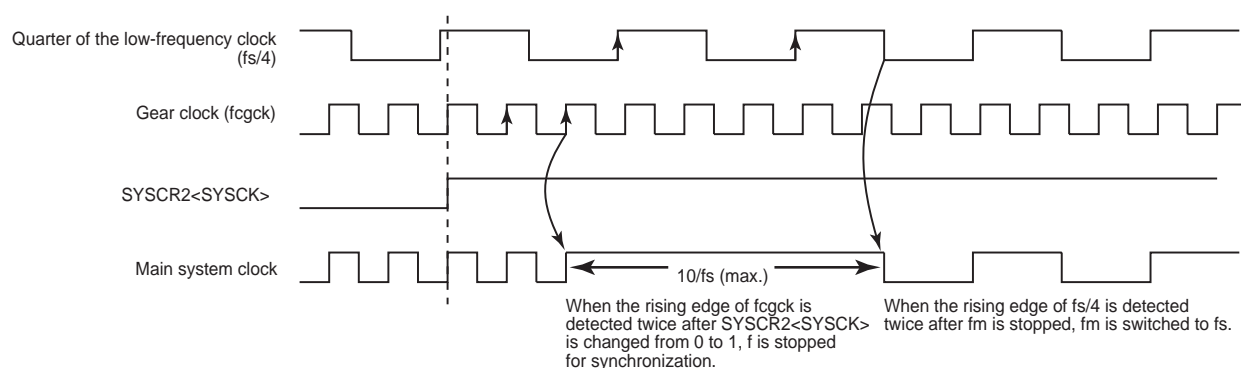 Quarter of the low-frequency clock
(fs/4)
Gear clock (fcgck)
SYSCR2<SYSCK>
Main system clock
10/fs (max.)
When the rising edge of fcgck is
detected twice after SYSCR2<SYSCK>
is changed from 0 to 1, f is stopped
for synchronization.
When the rising edge of fs/4 is detected
twice after fm is stopped, fm is switched to fs.